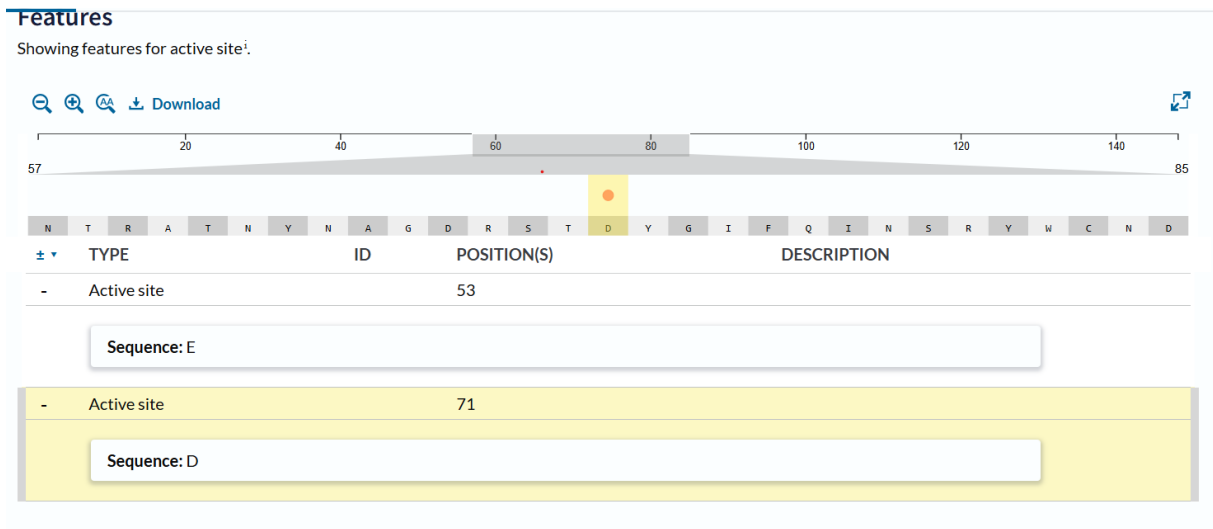 Features
Showing features for active site i.
AA Download
20 40 60 80 100 120 140
57 85
N T R A T N Y N A G D R S T D Y G I F Q I N S R Y W C N D
± ▼ TYPE ID POSITION(S) DESCRIPTION
- Active site 53
Sequence: E
- Active site 71
Sequence: D